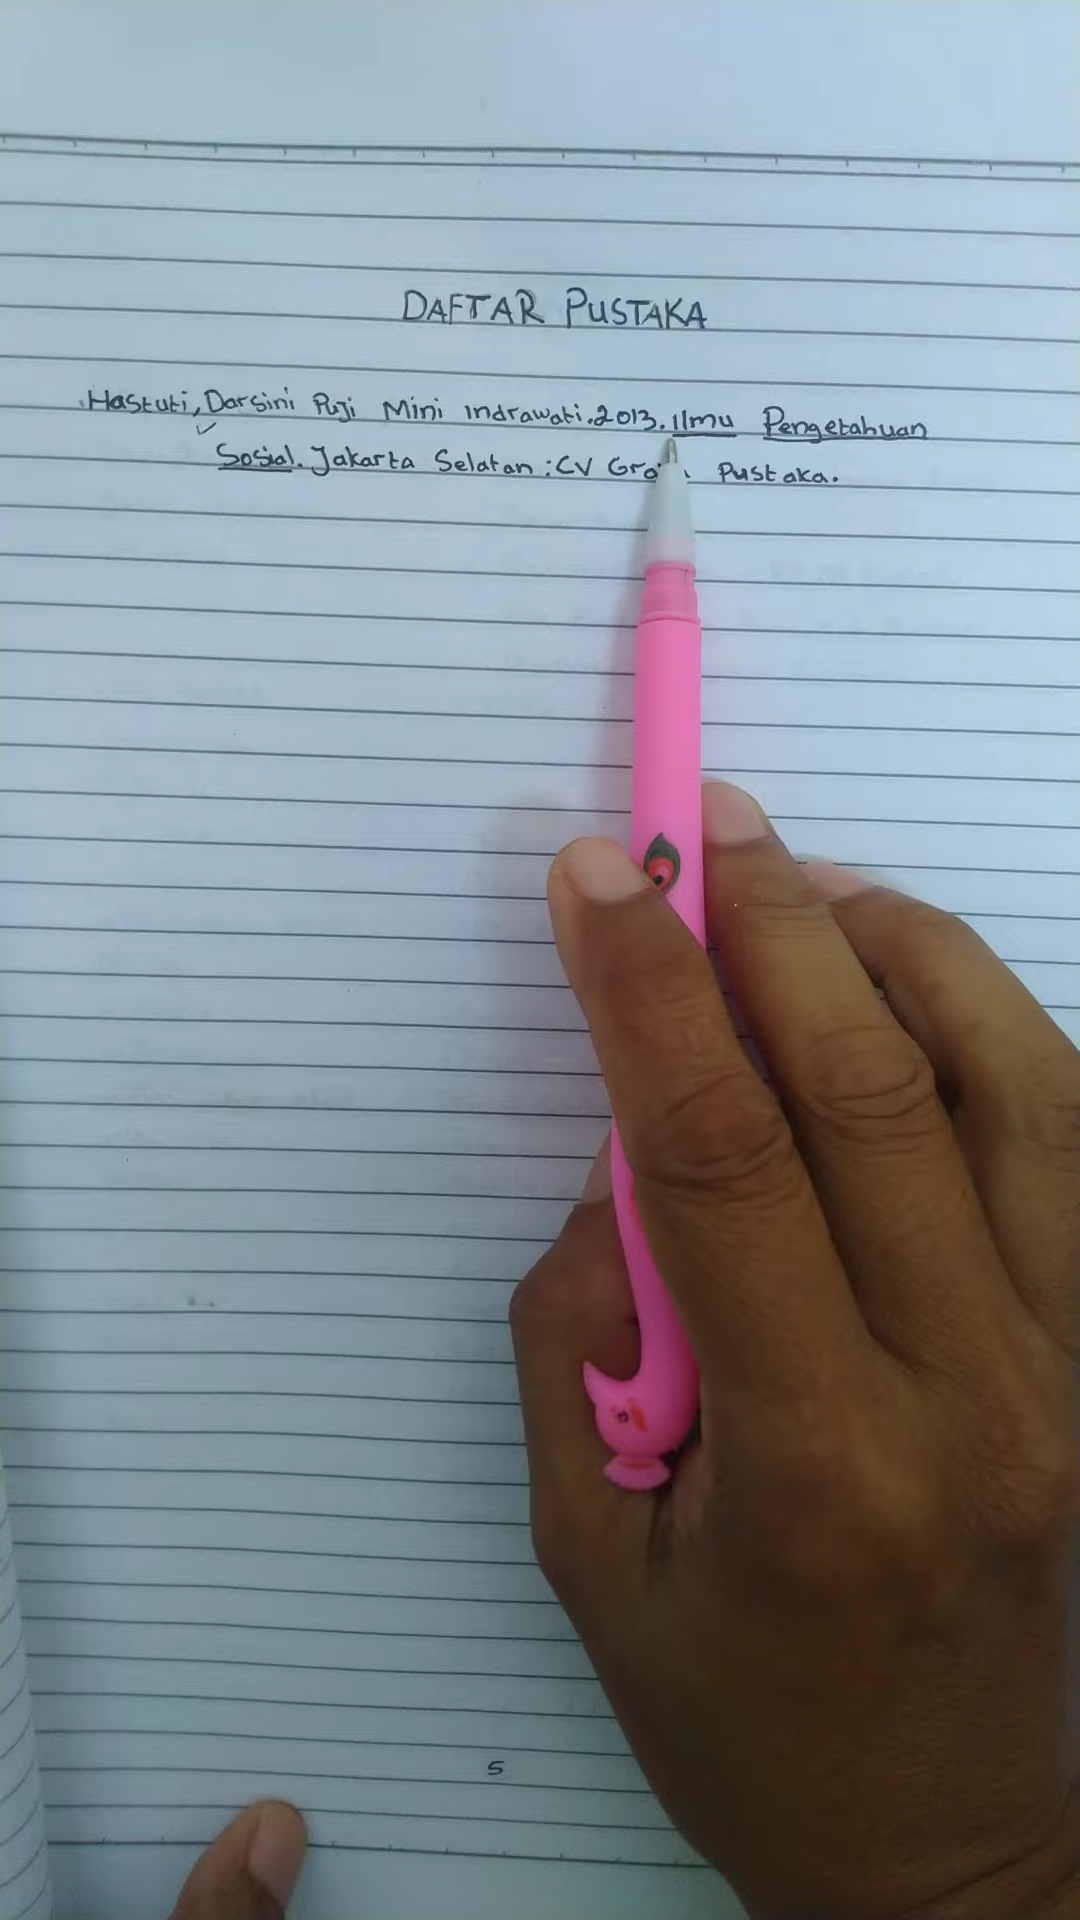 DAFTAR PUSTAKA
Hastuti, Darsini Puji Mini Indrawati. 2013. Ilmu Pengetahuan
Sosial. Jakarta Selatan : CV Pustaka.
5